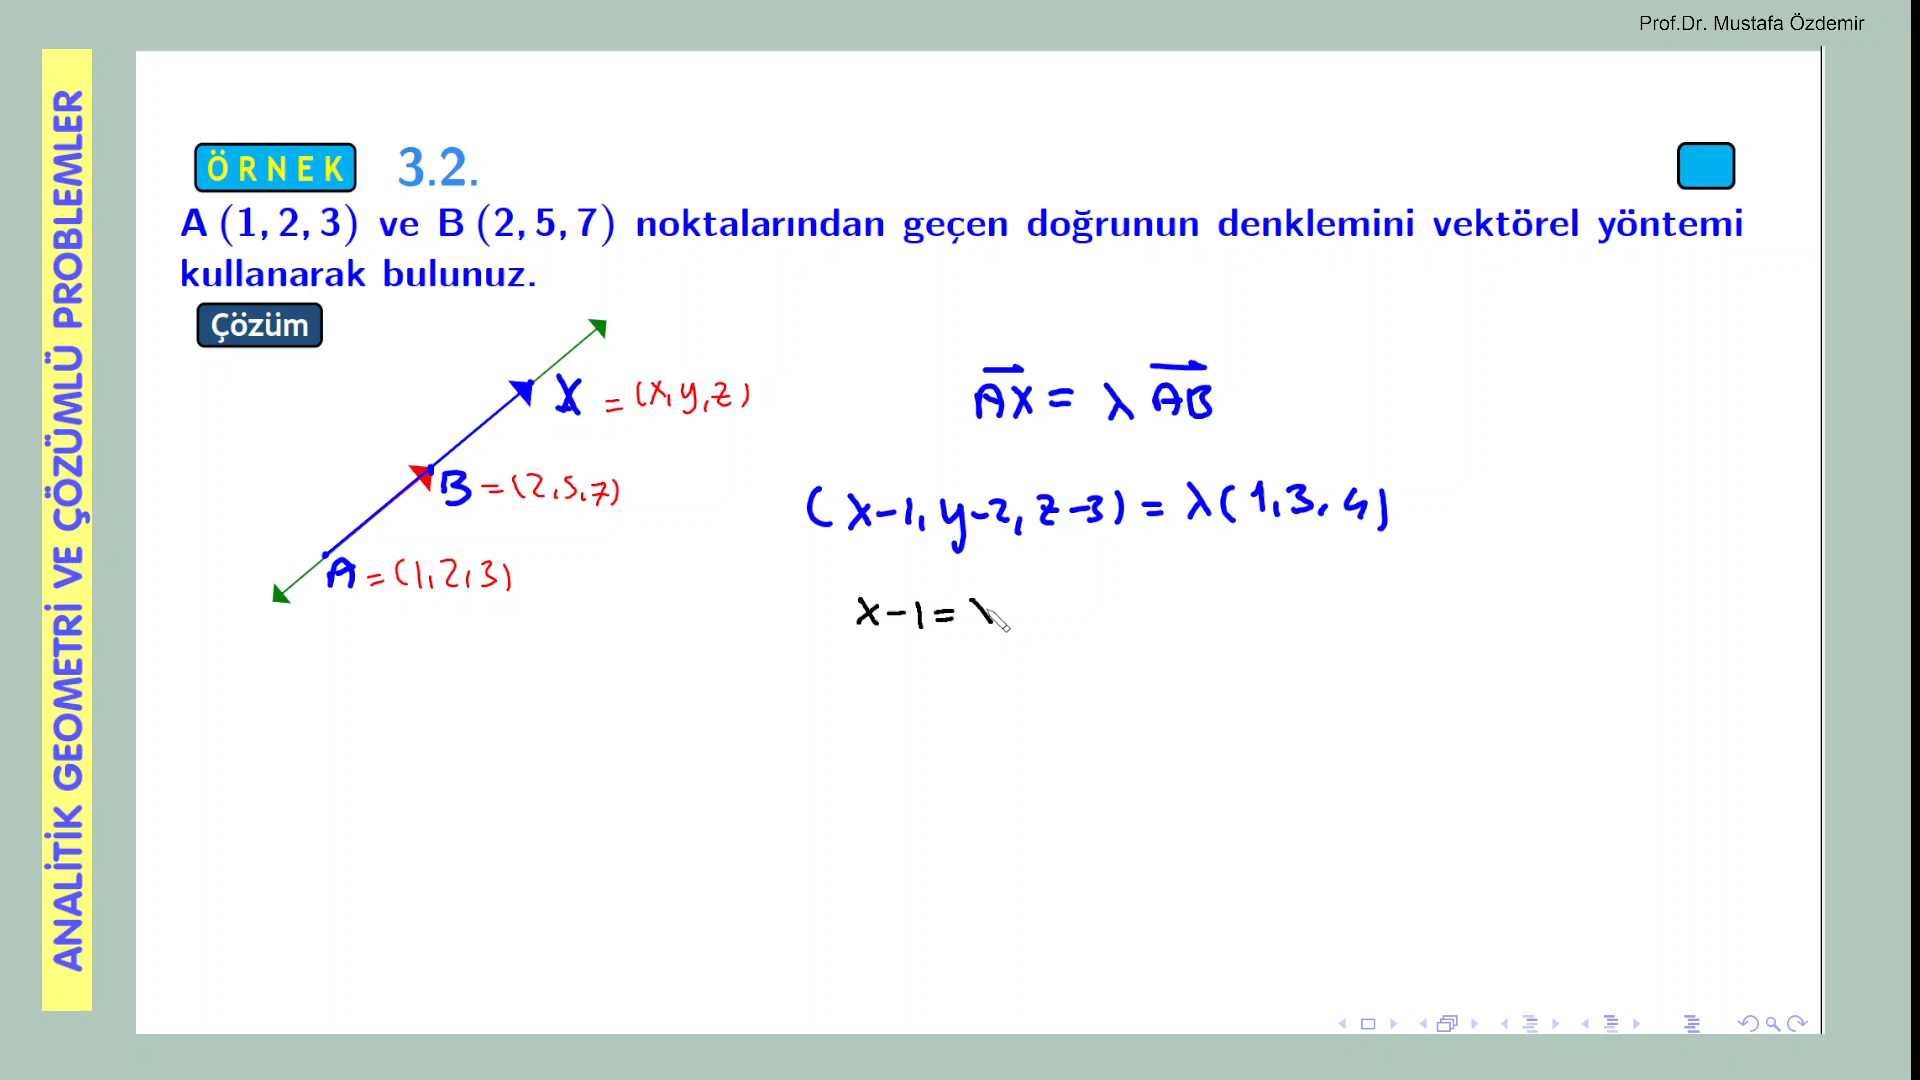 Prof.Dr. Mustafa Özdemir
ANALİTİK GEOMETRİ VE ÇÖZÜMLÜ PROBLEMLER
ÖRNEK 3.2.
A (1, 2, 3) ve B (2, 5, 7) noktalarından geçen doğrunun denklemini vektörel yöntemi
kullanarak bulunuz.
Çözüm
X = (x,y,z)
B = (2,5,7)
A = (1,2,3)
AX = λ AB
(x-1, y-2, z-3) = λ(1,3,4)
x-1 =